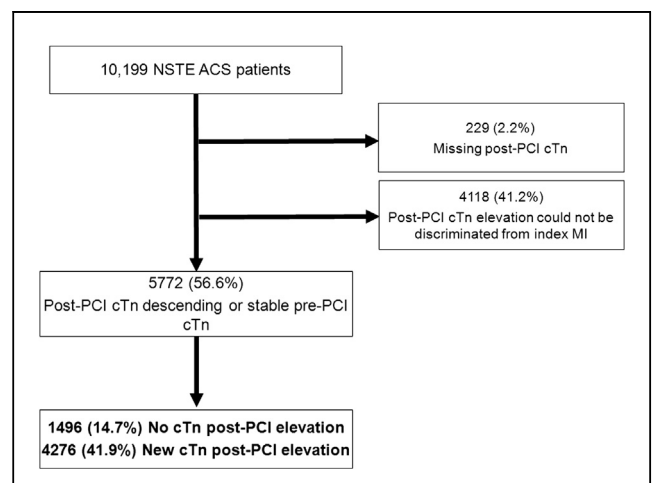 10,199 NSTE ACS patients
229 (2.2%)
Missing post-PCI cTn
4118 (41.2%)
Post-PCI cTn elevation could not be
discriminated from index MI
5772 (56.6%)
Post-PCI cTn descending or stable pre-PCI
cTn
1496 (14.7%) No cTn post-PCI elevation
4276 (41.9%) New cTn post-PCI elevation